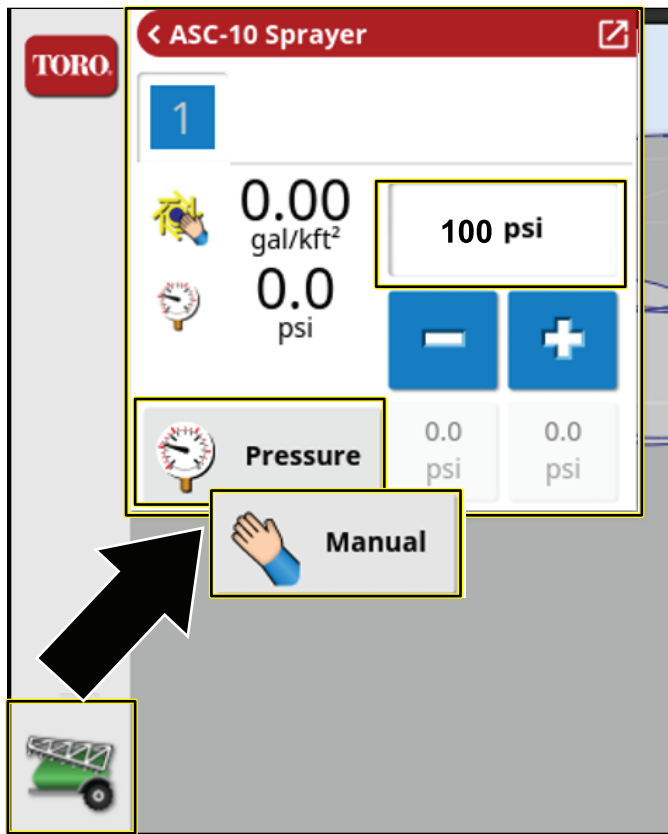 TORO.
< ASC-10 Sprayer
1
0.00
gal/kft²
100 psi
0.0
psi
Pressure
0.0
psi
0.0
psi
Manual